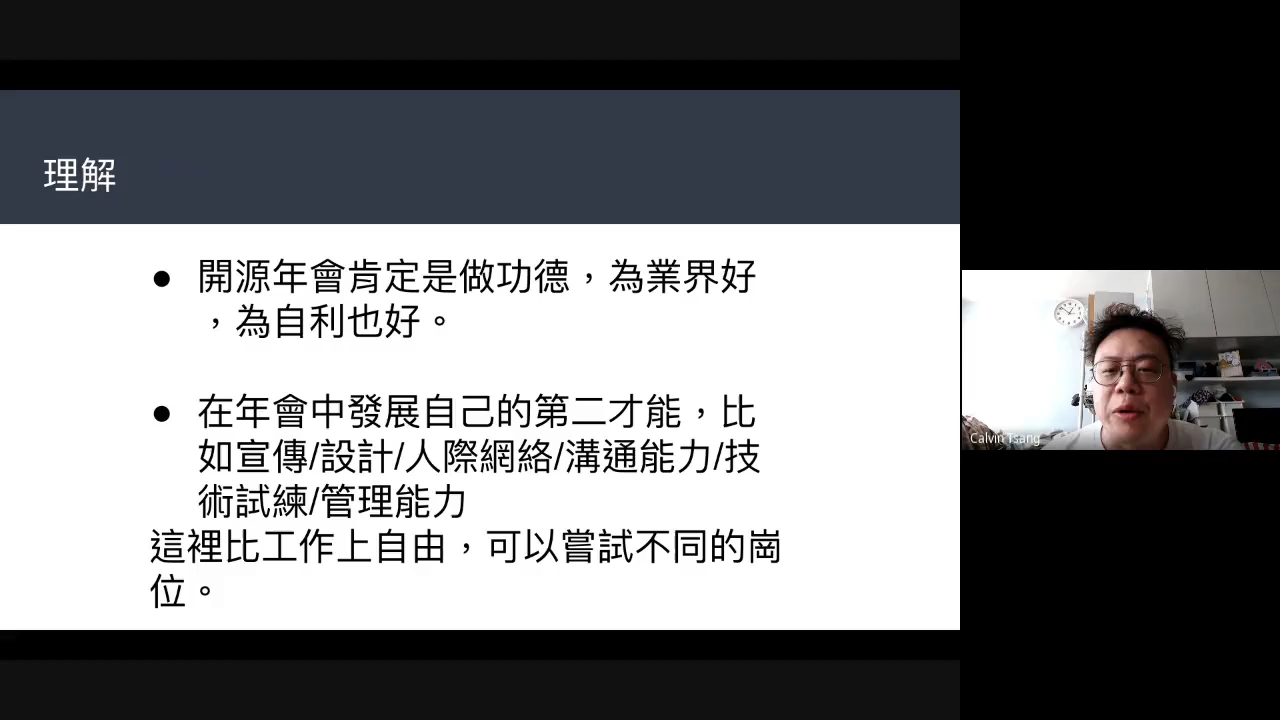 理解
● 開源年會肯定是做功德，為業界好
，為自利也好。
● 在年會中發展自己的第二才能，比
如宣傳/設計/人際網絡/溝通能力/技
術試練/管理能力
這裡比工作上自由，可以嘗試不同的崗
位。
Calvin Tsang